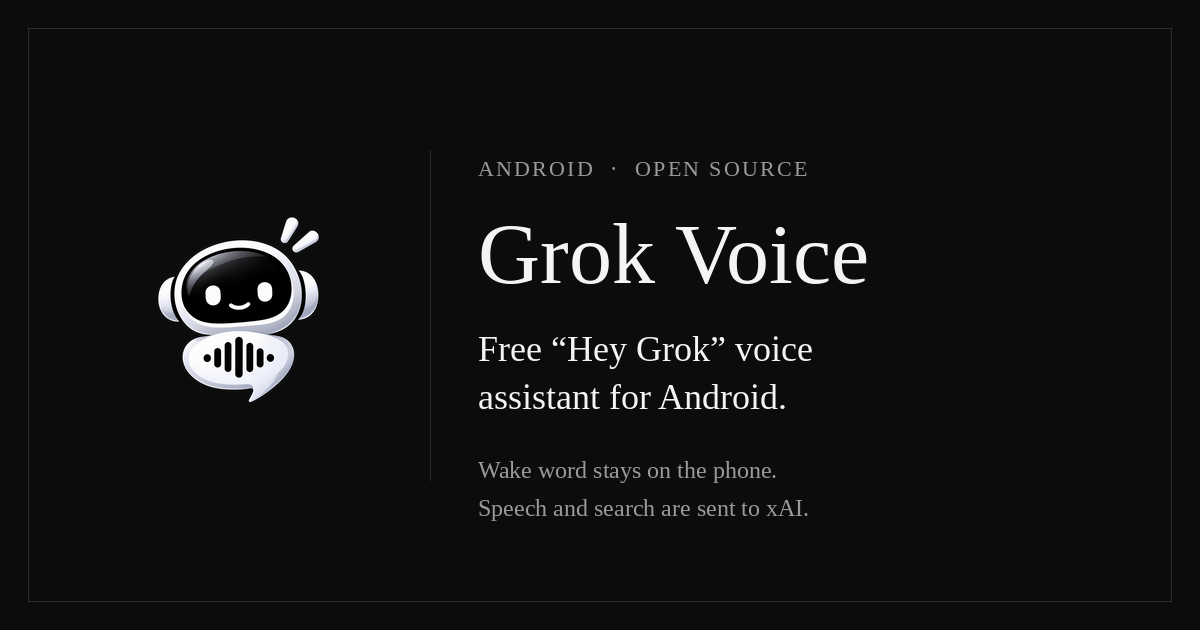 ANDROID · OPEN SOURCE
Grok Voice
Free “Hey Grok” voice
assistant for Android.
Wake word stays on the phone.
Speech and search are sent to xAI.